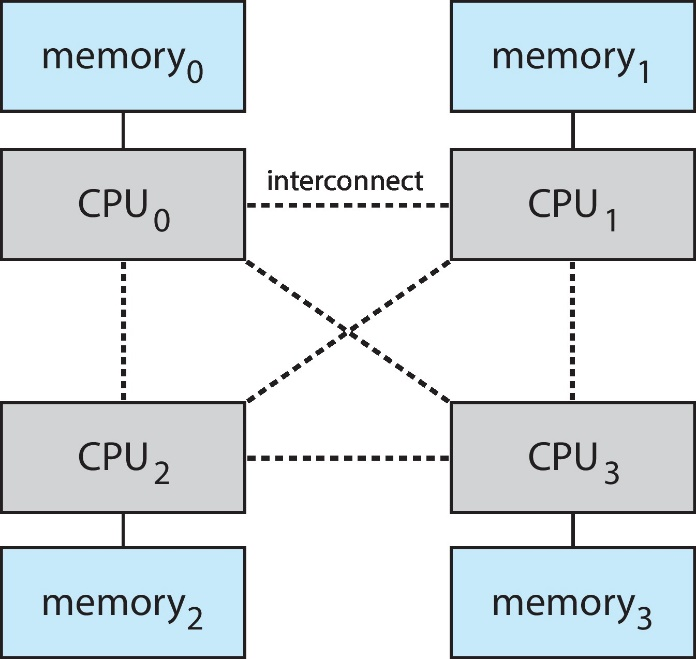 memory₀
memory₁
interconnect
CPU₀
CPU₁
CPU₂
CPU₃
memory₂
memory₃